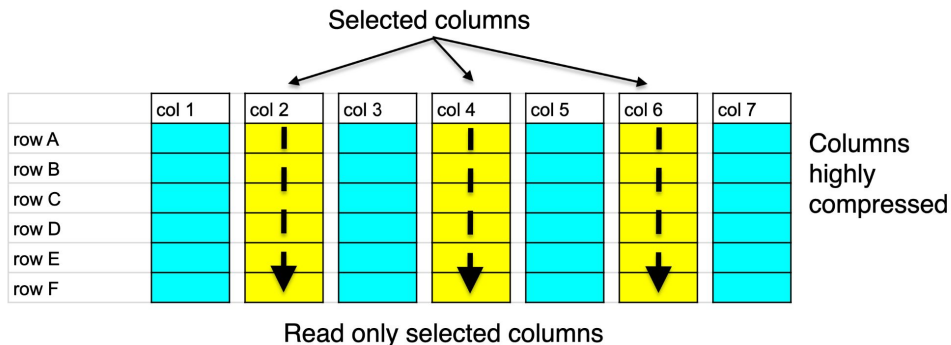 Selected columns
col 1 col 2 col 3 col 4 col 5 col 6 col 7
row A
row B
row C
row D
row E
row F
Columns
highly
compressed
Read only selected columns